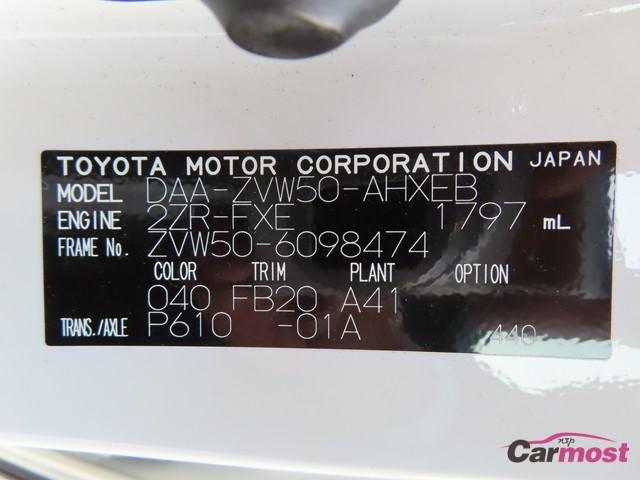 TOYOTA MOTOR CORPORATION JAPAN
MODEL DAA-ZVW50-AHXEB
ENGINE 2ZR-FXE 1797 mL
FRAME No. ZVW50-6098474
COLOR TRIM PLANT OPTION
040 FB20 A41
TRANS./AXLE P610 -01A 440
nsp
Carmost